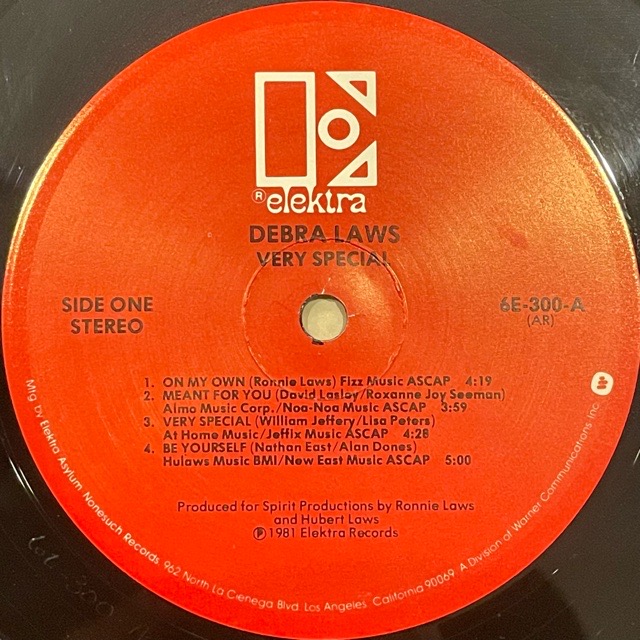 ® elektra
DEBRA LAWS
VERY SPECIAL
SIDE ONE
STEREO
6E-300-A
(AR)
1. ON MY OWN (Ronnie Laws) Fizz Music ASCAP 4:19
2. MEANT FOR YOU (David Lasley/Roxanne Joy Seeman)
Almo Music Corp./Noa-Noa Music ASCAP 3:59
3. VERY SPECIAL (William Jeffery/Lisa Peters)
At Home Music/Jeffix Music ASCAP 4:28
4. BE YOURSELF (Nathan East/Alan Dones)
Hulaws Music BMI/New East Music ASCAP 5:00
Produced for Spirit Productions by Ronnie Laws
and Hubert Laws
℗ 1981 Elektra Records
Mfg by Elektra Asylum Nonesuch Records. 962 North La Cienega Blvd. Los Angeles. California 90069. A Division of Warner Communications Inc.